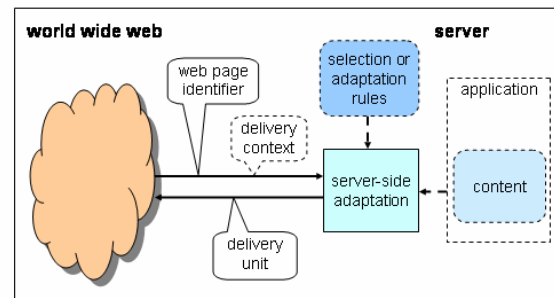 world wide web
server
web page
identifier
selection or
adaptation
rules
application
delivery
context
server-side
adaptation
content
delivery
unit